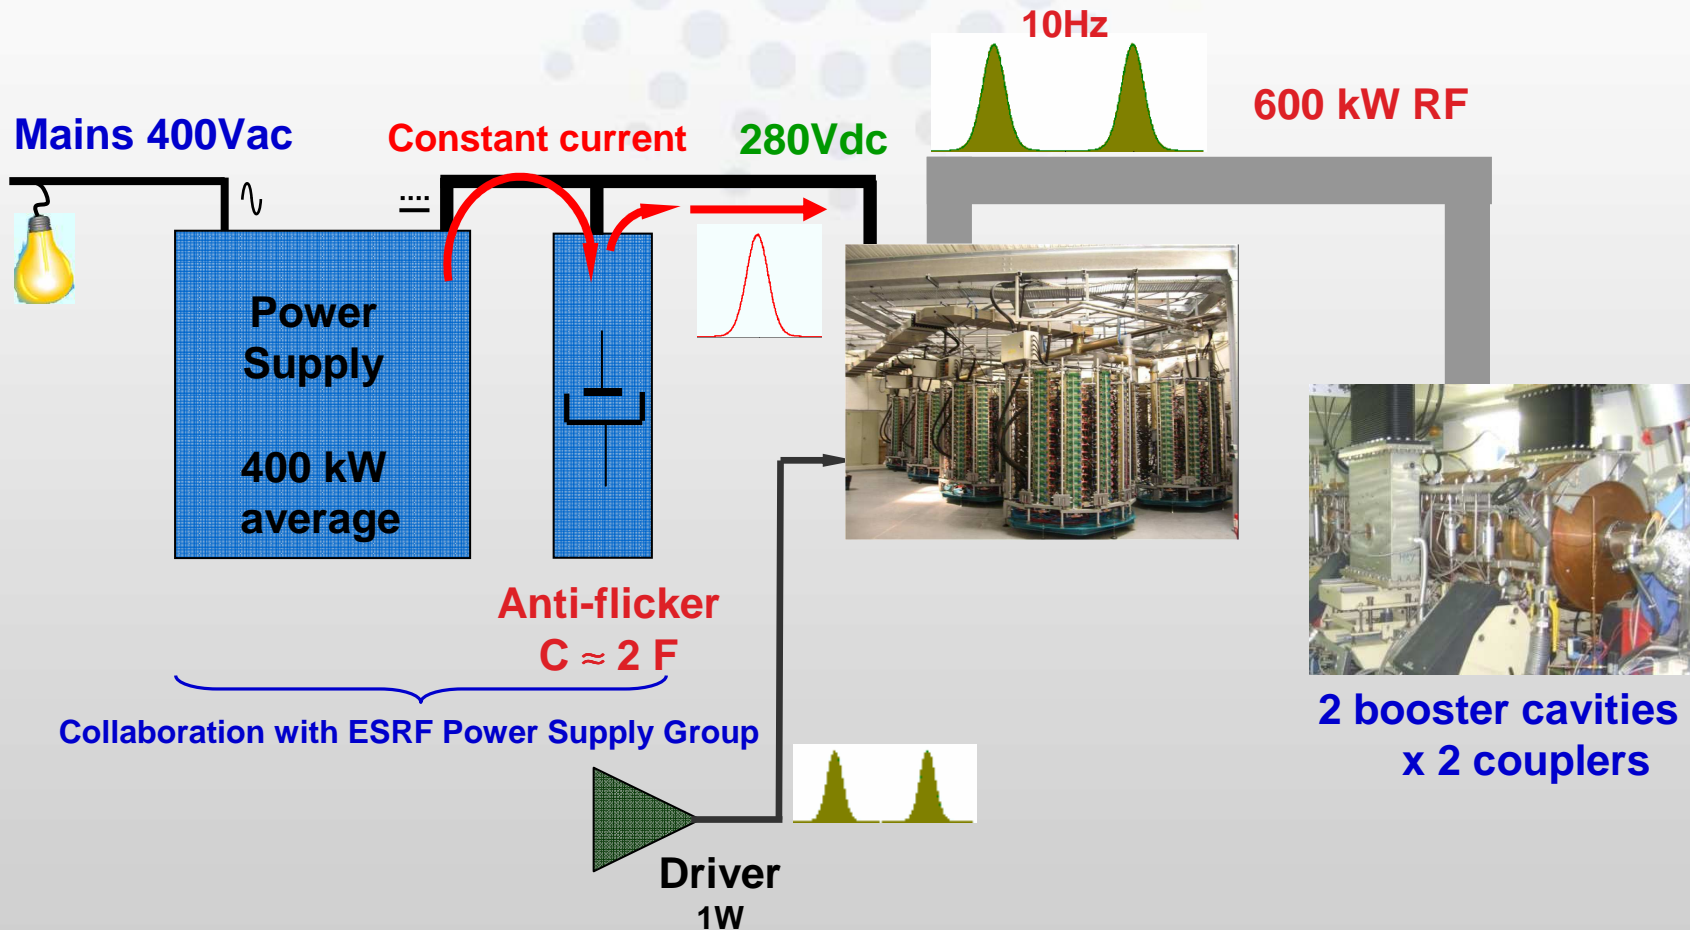 10Hz
600 kW RF
Mains 400Vac
Constant current
280Vdc
Power
Supply
400 kW
average
Anti-flicker
C ≈ 2 F
Collaboration with ESRF Power Supply Group
2 booster cavities
x 2 couplers
Driver
1W